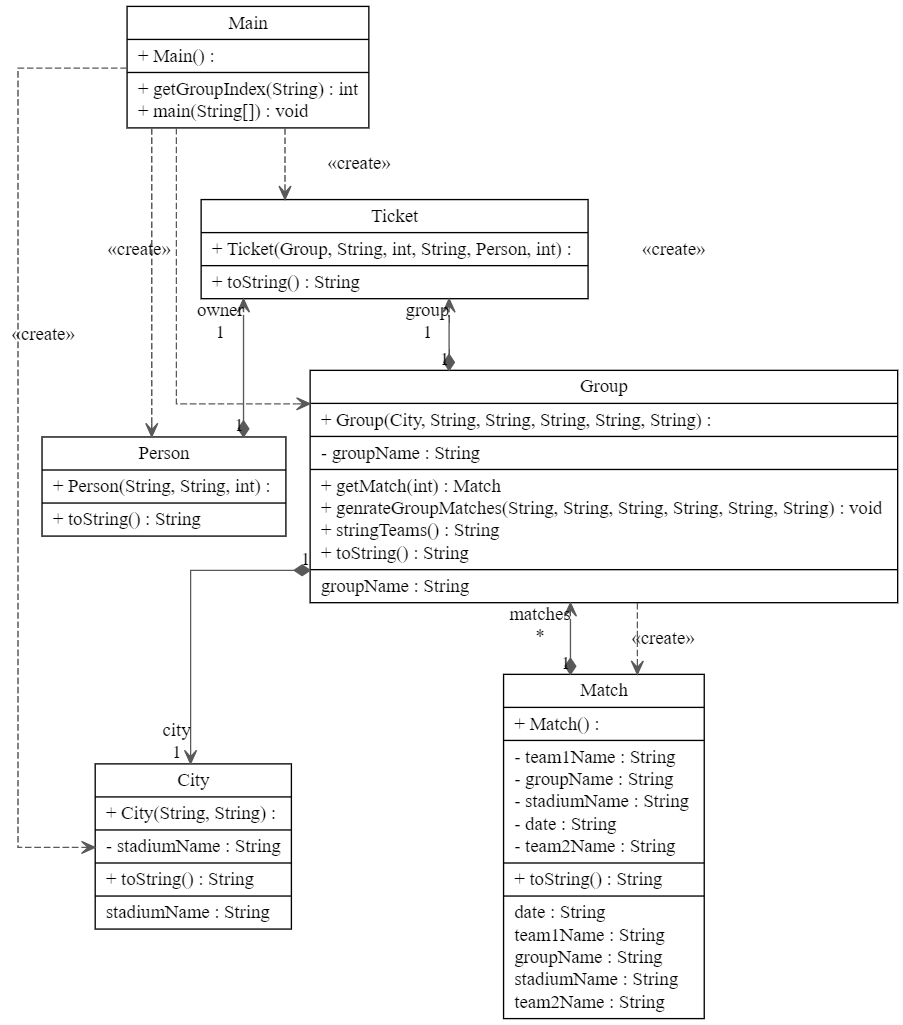 Main
+ Main() :
+ getGroupIndex(String) : int
+ main(String[]) : void
«create»
Ticket
+ Ticket(Group, String, int, String, Person, int) :
+ toString() : String
«create»
«create»
owner
1
group
1
«create»
1
Group
+ Group(City, String, String, String, String, String) :
- groupName : String
+ getMatch(int) : Match
+ genrateGroupMatches(String, String, String, String, String, String) : void
+ stringTeams() : String
+ toString() : String
groupName : String
1
Person
+ Person(String, String, int) :
+ toString() : String
1
matches
*
«create»
1
city
1
Match
+ Match() :
- team1Name : String
- groupName : String
- stadiumName : String
- date : String
- team2Name : String
+ toString() : String
date : String
team1Name : String
groupName : String
stadiumName : String
team2Name : String
City
+ City(String, String) :
- stadiumName : String
+ toString() : String
stadiumName : String